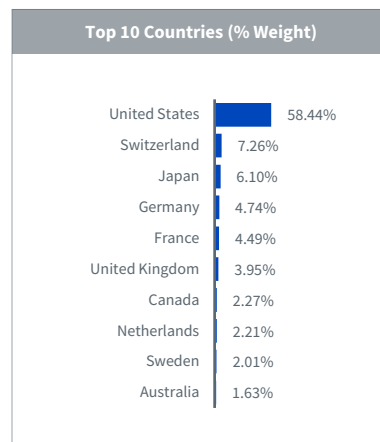 Top 10 Countries (% Weight)
United States 58.44%
Switzerland 7.26%
Japan 6.10%
Germany 4.74%
France 4.49%
United Kingdom 3.95%
Canada 2.27%
Netherlands 2.21%
Sweden 2.01%
Australia 1.63%